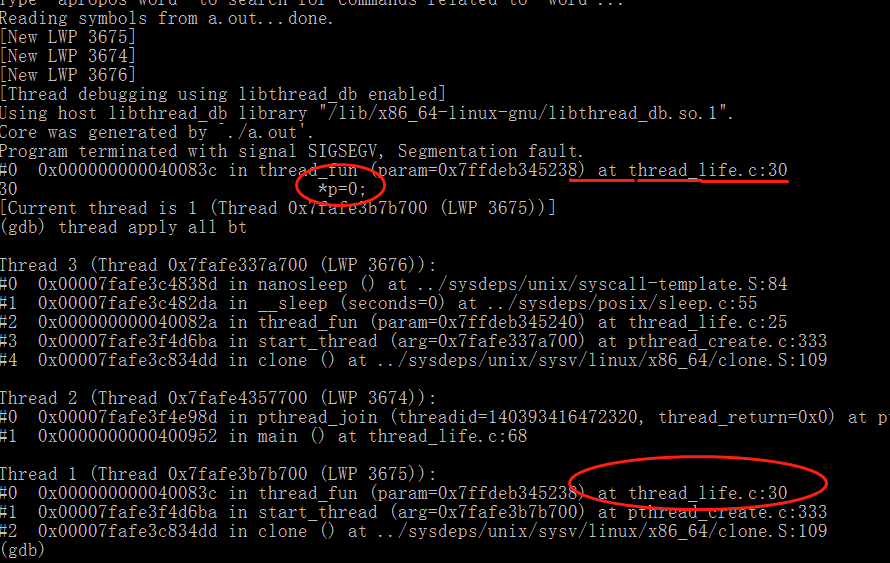 Type "apropos word" to search for commands related to "word"...
Reading symbols from a.out...done.
[New LWP 3675]
[New LWP 3674]
[New LWP 3676]
[Thread debugging using libthread_db enabled]
Using host libthread_db library "/lib/x86_64-linux-gnu/libthread_db.so.1".
Core was generated by `./a.out'.
Program terminated with signal SIGSEGV, Segmentation fault.
#0  0x000000000040083c in thread_fun (param=0x7ffdeb345238) at thread_life.c:30
30                              *p=0;
[Current thread is 1 (Thread 0x7fafe3b7b700 (LWP 3675))]
(gdb) thread apply all bt

Thread 3 (Thread 0x7fafe337a700 (LWP 3676)):
#0  0x00007fafe3c4838d in nanosleep () at ../sysdeps/unix/syscall-template.S:84
#1  0x00007fafe3c482da in __sleep (seconds=0) at ../sysdeps/posix/sleep.c:55
#2  0x000000000040082a in thread_fun (param=0x7ffdeb345240) at thread_life.c:25
#3  0x00007fafe3f4d6ba in start_thread (arg=0x7fafe337a700) at pthread_create.c:333
#4  0x00007fafe3c834dd in clone () at ../sysdeps/unix/sysv/linux/x86_64/clone.S:109

Thread 2 (Thread 0x7fafe4357700 (LWP 3674)):
#0  0x00007fafe3f4e98d in pthread_join (threadid=140393416472320, thread_return=0x0) at
#1  0x0000000000400952 in main () at thread_life.c:68

Thread 1 (Thread 0x7fafe3b7b700 (LWP 3675)):
#0  0x000000000040083c in thread_fun (param=0x7ffdeb345238) at thread_life.c:30
#1  0x00007fafe3f4d6ba in start_thread (arg=0x7fafe3b7b700) at pthread_create.c:333
#2  0x00007fafe3c834dd in clone () at ../sysdeps/unix/sysv/linux/x86_64/clone.S:109
(gdb)